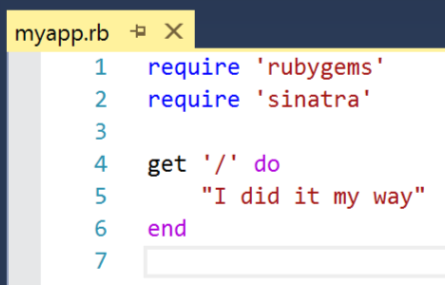 myapp.rb
1 require 'rubygems'
2 require 'sinatra'
3
4 get '/' do
5     "I did it my way"
6 end
7